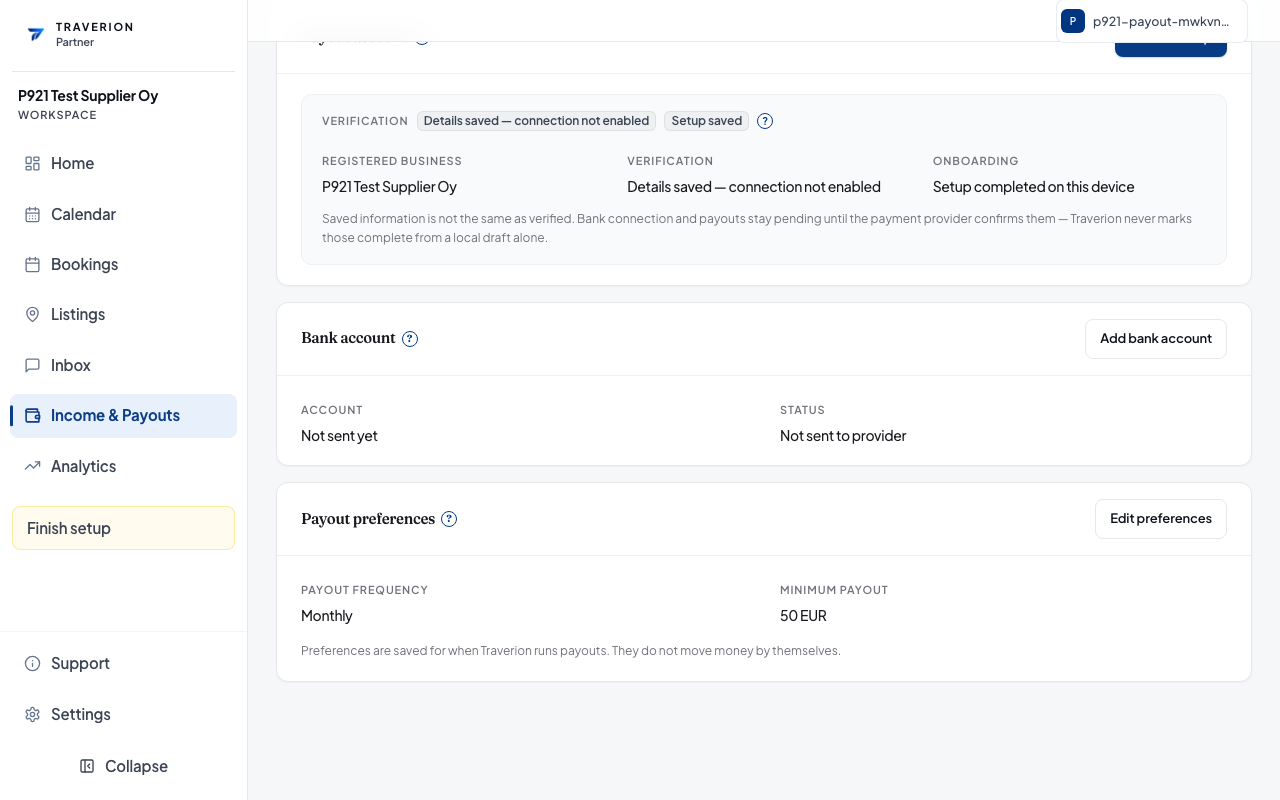 TRAVERION
Partner
P921 Test Supplier Oy
WORKSPACE
Home
Calendar
Bookings
Listings
Inbox
Income & Payouts
Analytics
Finish setup
Support
Settings
Collapse
P
p921-payout-mwkvn...
VERIFICATION Details saved — connection not enabled Setup saved ?
REGISTERED BUSINESS
P921 Test Supplier Oy
VERIFICATION
Details saved — connection not enabled
ONBOARDING
Setup completed on this device
Saved information is not the same as verified. Bank connection and payouts stay pending until the payment provider confirms them — Traverion never marks
those complete from a local draft alone.
Bank account ?
Add bank account
ACCOUNT
Not sent yet
STATUS
Not sent to provider
Payout preferences ?
Edit preferences
PAYOUT FREQUENCY
Monthly
MINIMUM PAYOUT
50 EUR
Preferences are saved for when Traverion runs payouts. They do not move money by themselves.